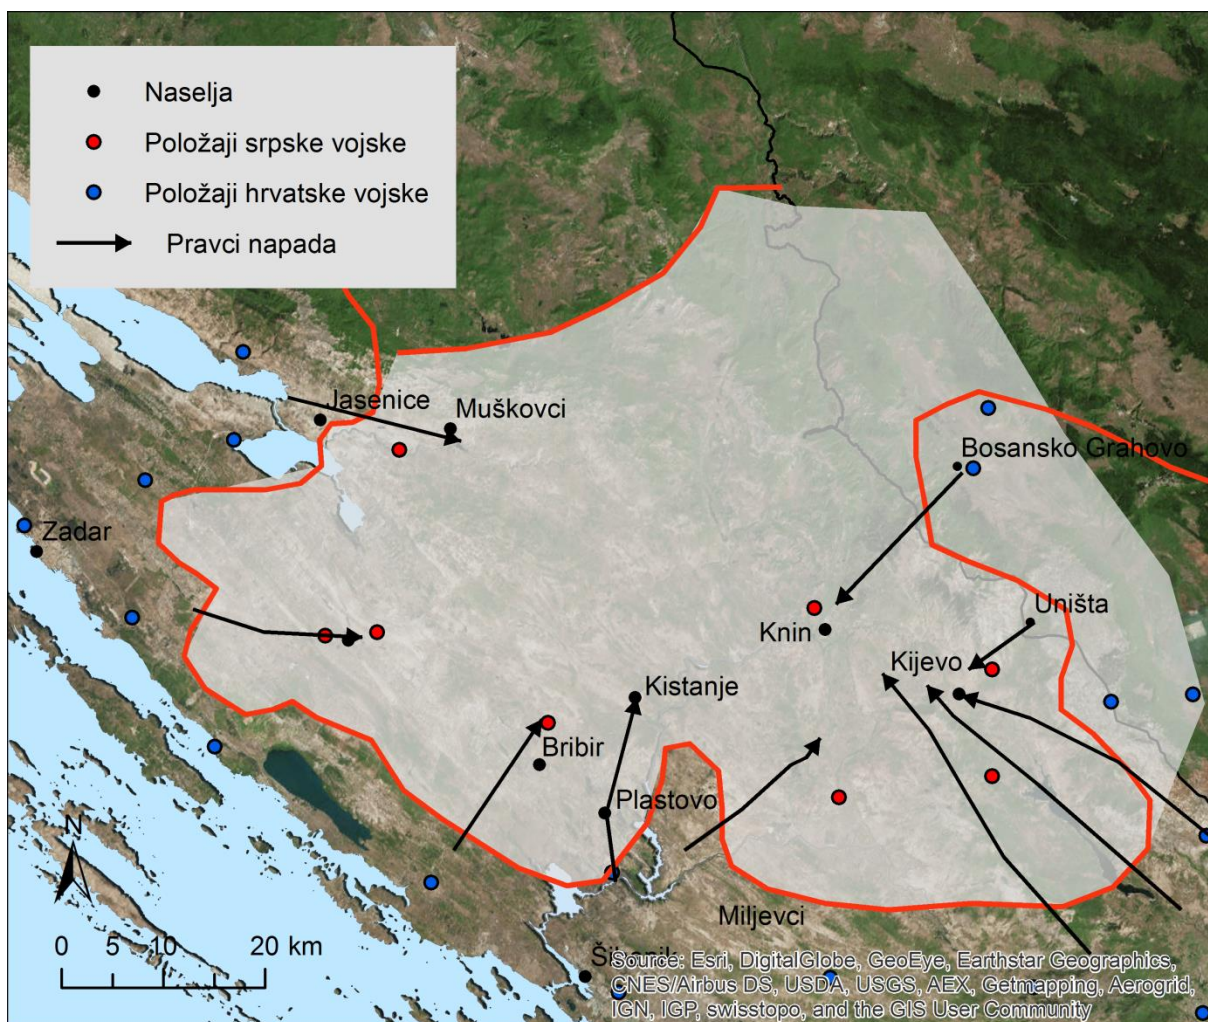 Naselja
Položaji srpske vojske
Položaji hrvatske vojske
Pravci napada
Jasenice
Muškovci
Bosansko Grahovo
Zadar
Uništa
Knin
Kijevo
Kistanje
Bribir
Plastovo
N
Miljevci
0 5 10 20 km
Source: Esri, DigitalGlobe, GeoEye, Earthstar Geographics,
CNES/Airbus DS, USDA, USGS, AEX, Getmapping, Aerogrid,
IGN, IGP, swisstopo, and the GIS User Community